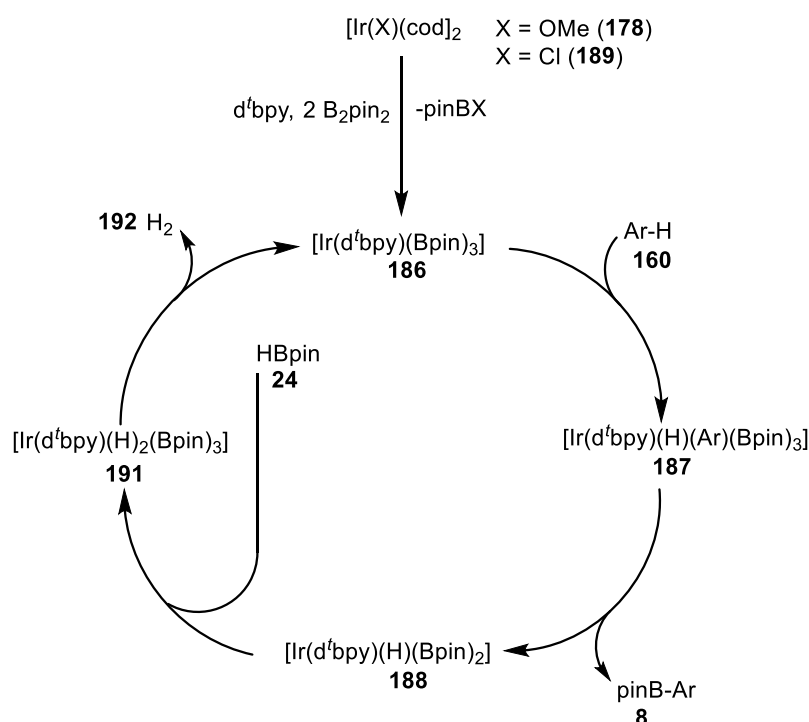 [Ir(X)(cod]2 X = OMe (178)
X = Cl (189)
dtbpy, 2 B2pin2 -pinBX
192 H2
[Ir(dtbpy)(Bpin)3]
186
Ar-H
160
HBpin
24
[Ir(dtbpy)(H)2(Bpin)3]
191
[Ir(dtbpy)(H)(Ar)(Bpin)3]
187
[Ir(dtbpy)(H)(Bpin)2]
188
pinB-Ar
8